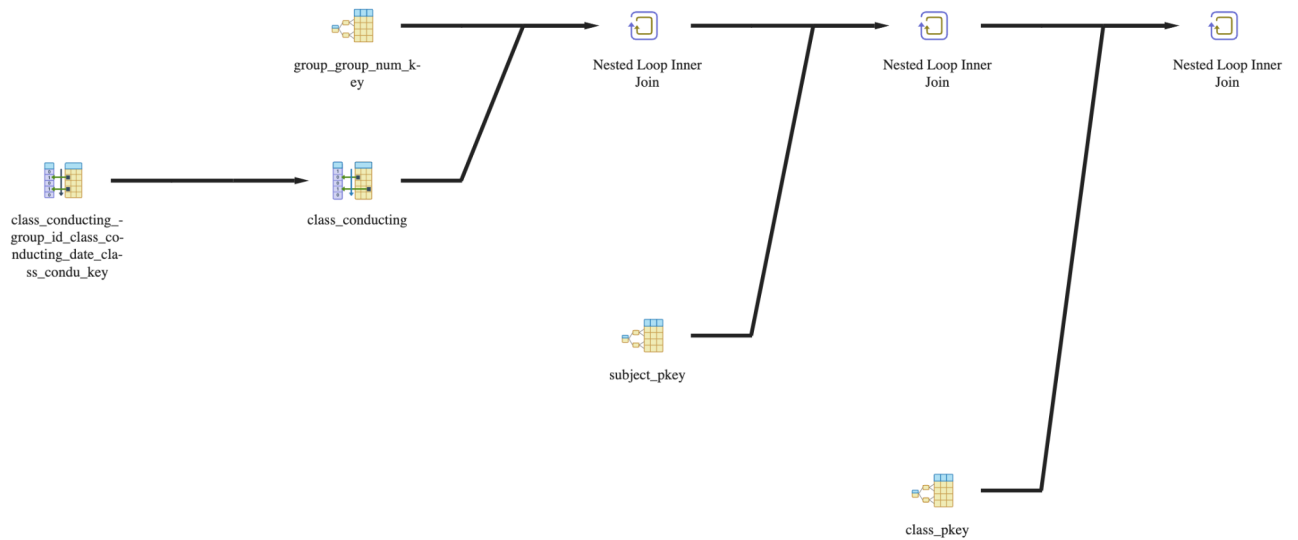 group_group_num_k-
ey
Nested Loop Inner
Join
Nested Loop Inner
Join
Nested Loop Inner
Join
class_conducting_-
group_id_class_co-
nducting_date_cla-
ss_condu_key
class_conducting
subject_pkey
class_pkey